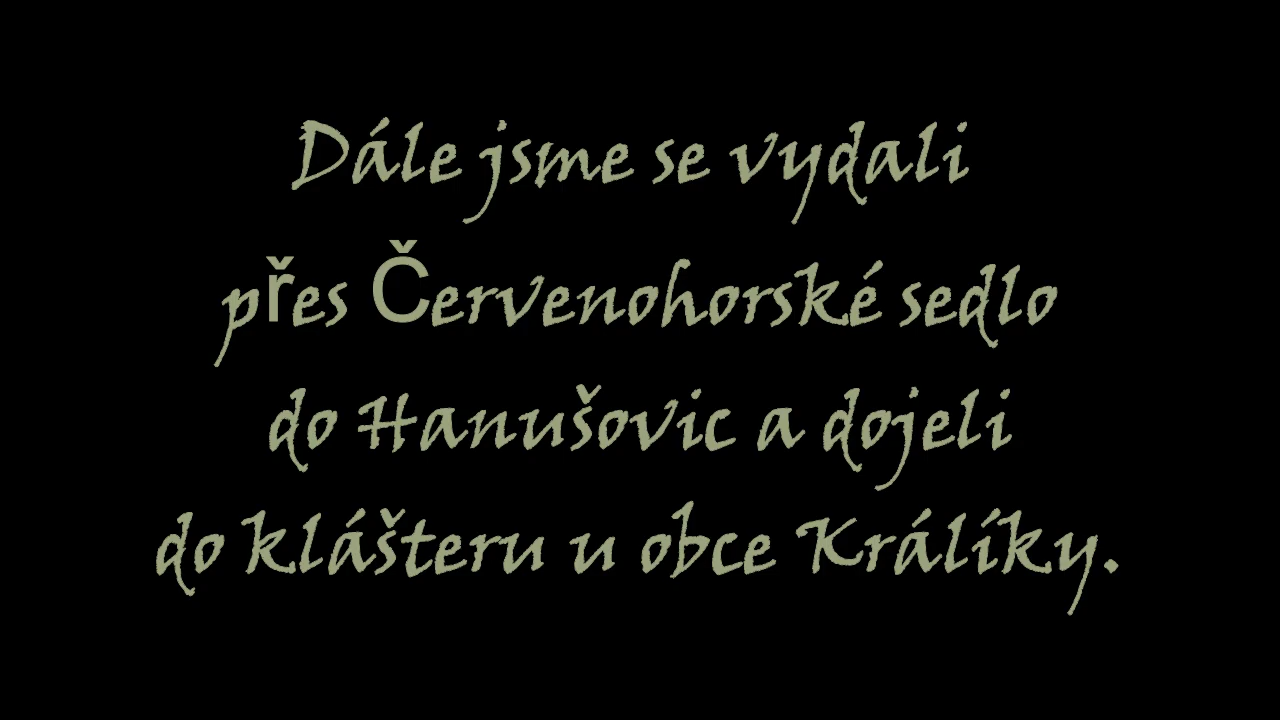 Dále jsme se vydali
přes Červenohorské sedlo
do Hanušovic a dojeli
do klášteru u obce Králíky.